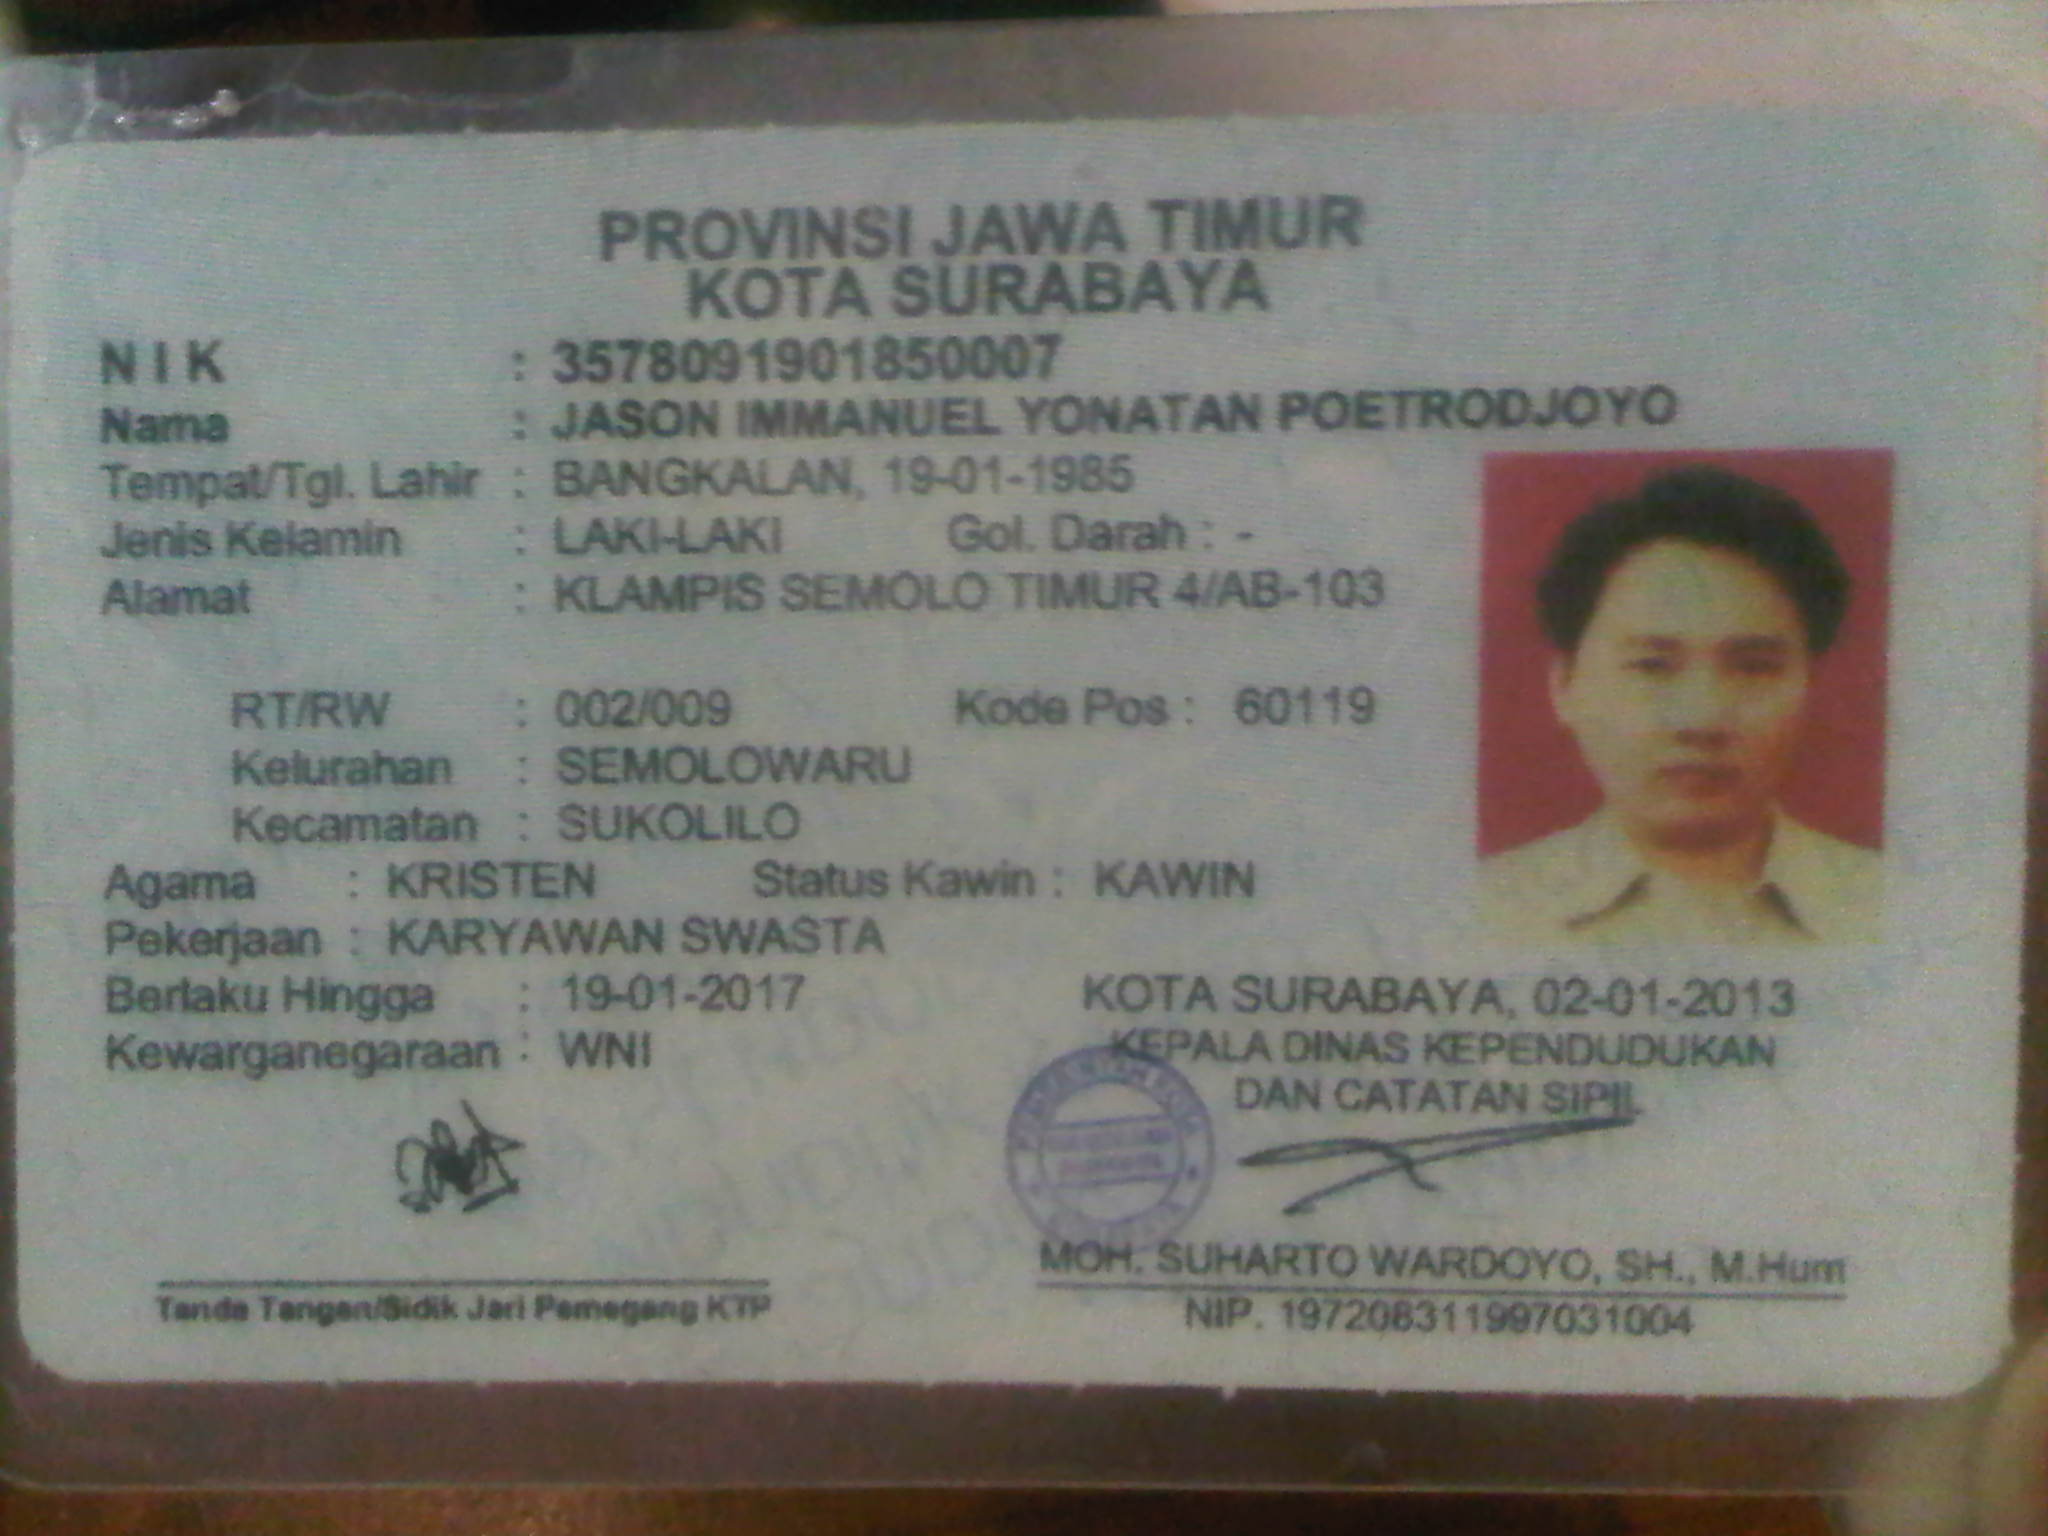 PROVINSI JAWA TIMUR
KOTA SURABAYA
NIK : 3578091901850007
Nama : JASON IMMANUEL YONATAN POETRODJOYO
Tempat/Tgl. Lahir : BANGKALAN, 19-01-1985
Jenis Kelamin : LAKI-LAKI Gol. Darah : -
Alamat : KLAMPIS SEMOLO TIMUR 4/AB-103
RT/RW : 002/009 Kode Pos : 60119
Kelurahan : SEMOLOWARU
Kecamatan : SUKOLILO
Agama : KRISTEN Status Kawin : KAWIN
Pekerjaan : KARYAWAN SWASTA
Berlaku Hingga : 19-01-2017
Kewarganegaraan : WNI
KOTA SURABAYA, 02-01-2013
KEPALA DINAS KEPENDUDUKAN
DAN CATATAN SIPIL
MOH. SUHARTO WARDOYO, SH., M.Hum
NIP. 197208311997031004
Tanda Tangan/Sidik Jari Pemegang KTP